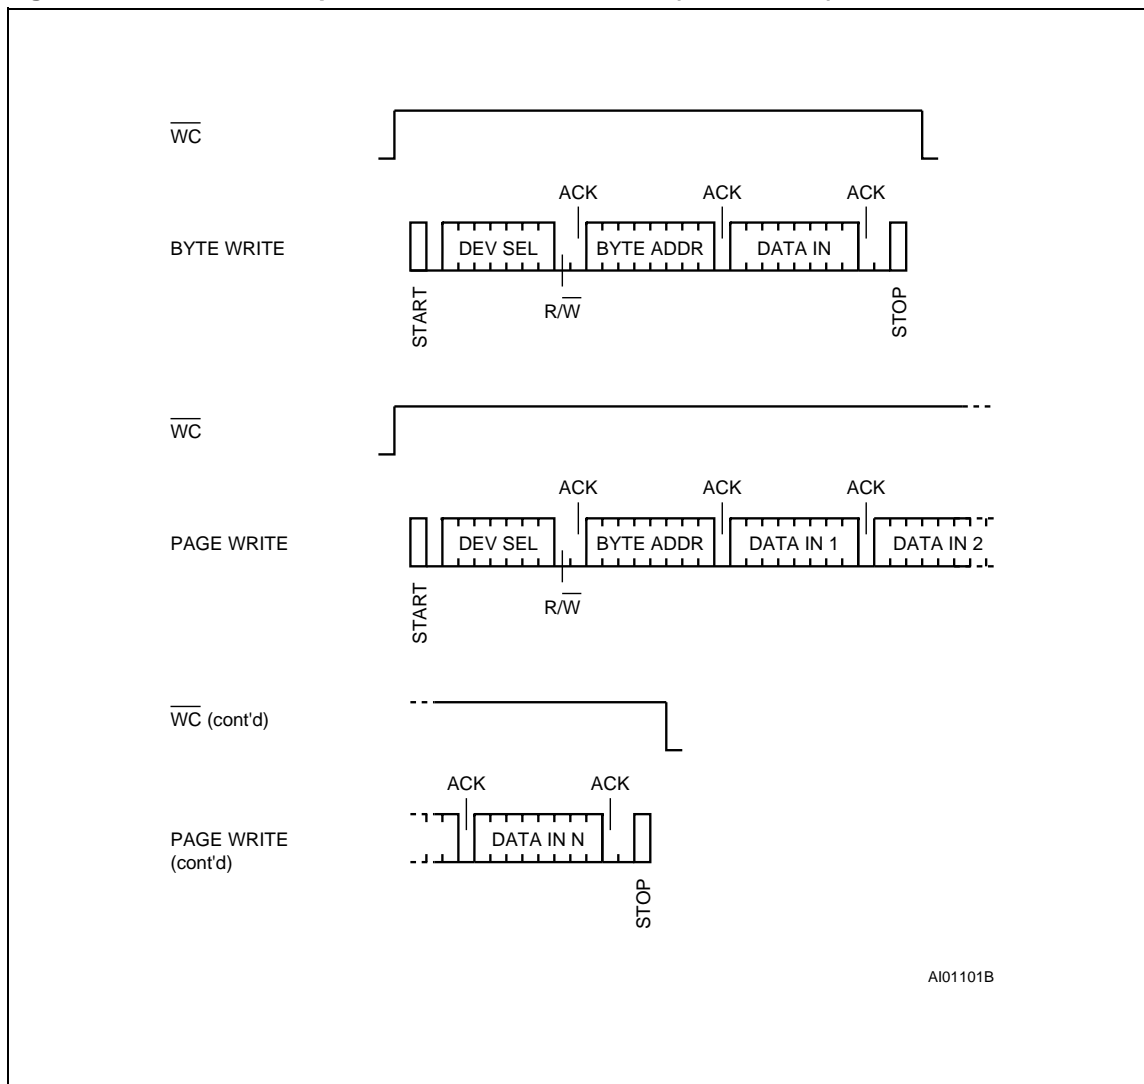 WC
ACK ACK ACK
BYTE WRITE DEV SEL BYTE ADDR DATA IN
R/W
START STOP
WC
ACK ACK ACK
PAGE WRITE DEV SEL BYTE ADDR DATA IN 1 DATA IN 2
R/W
START
WC (cont'd)
ACK ACK
PAGE WRITE DATA IN N
(cont'd)
STOP
AI01101B